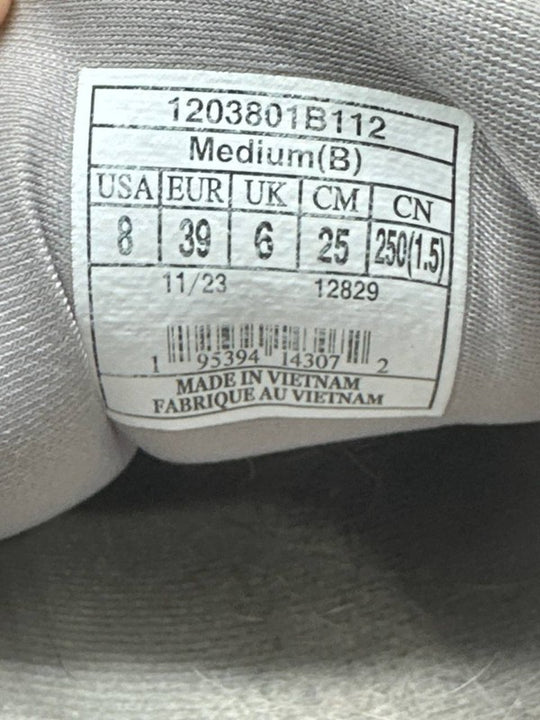 1203801B112
Medium(B)
USA EUR UK CM CN
8 39 6 25 250(1.5)
11/23 12829
1 95394 14307 2
MADE IN VIETNAM
FABRIQUE AU VIETNAM